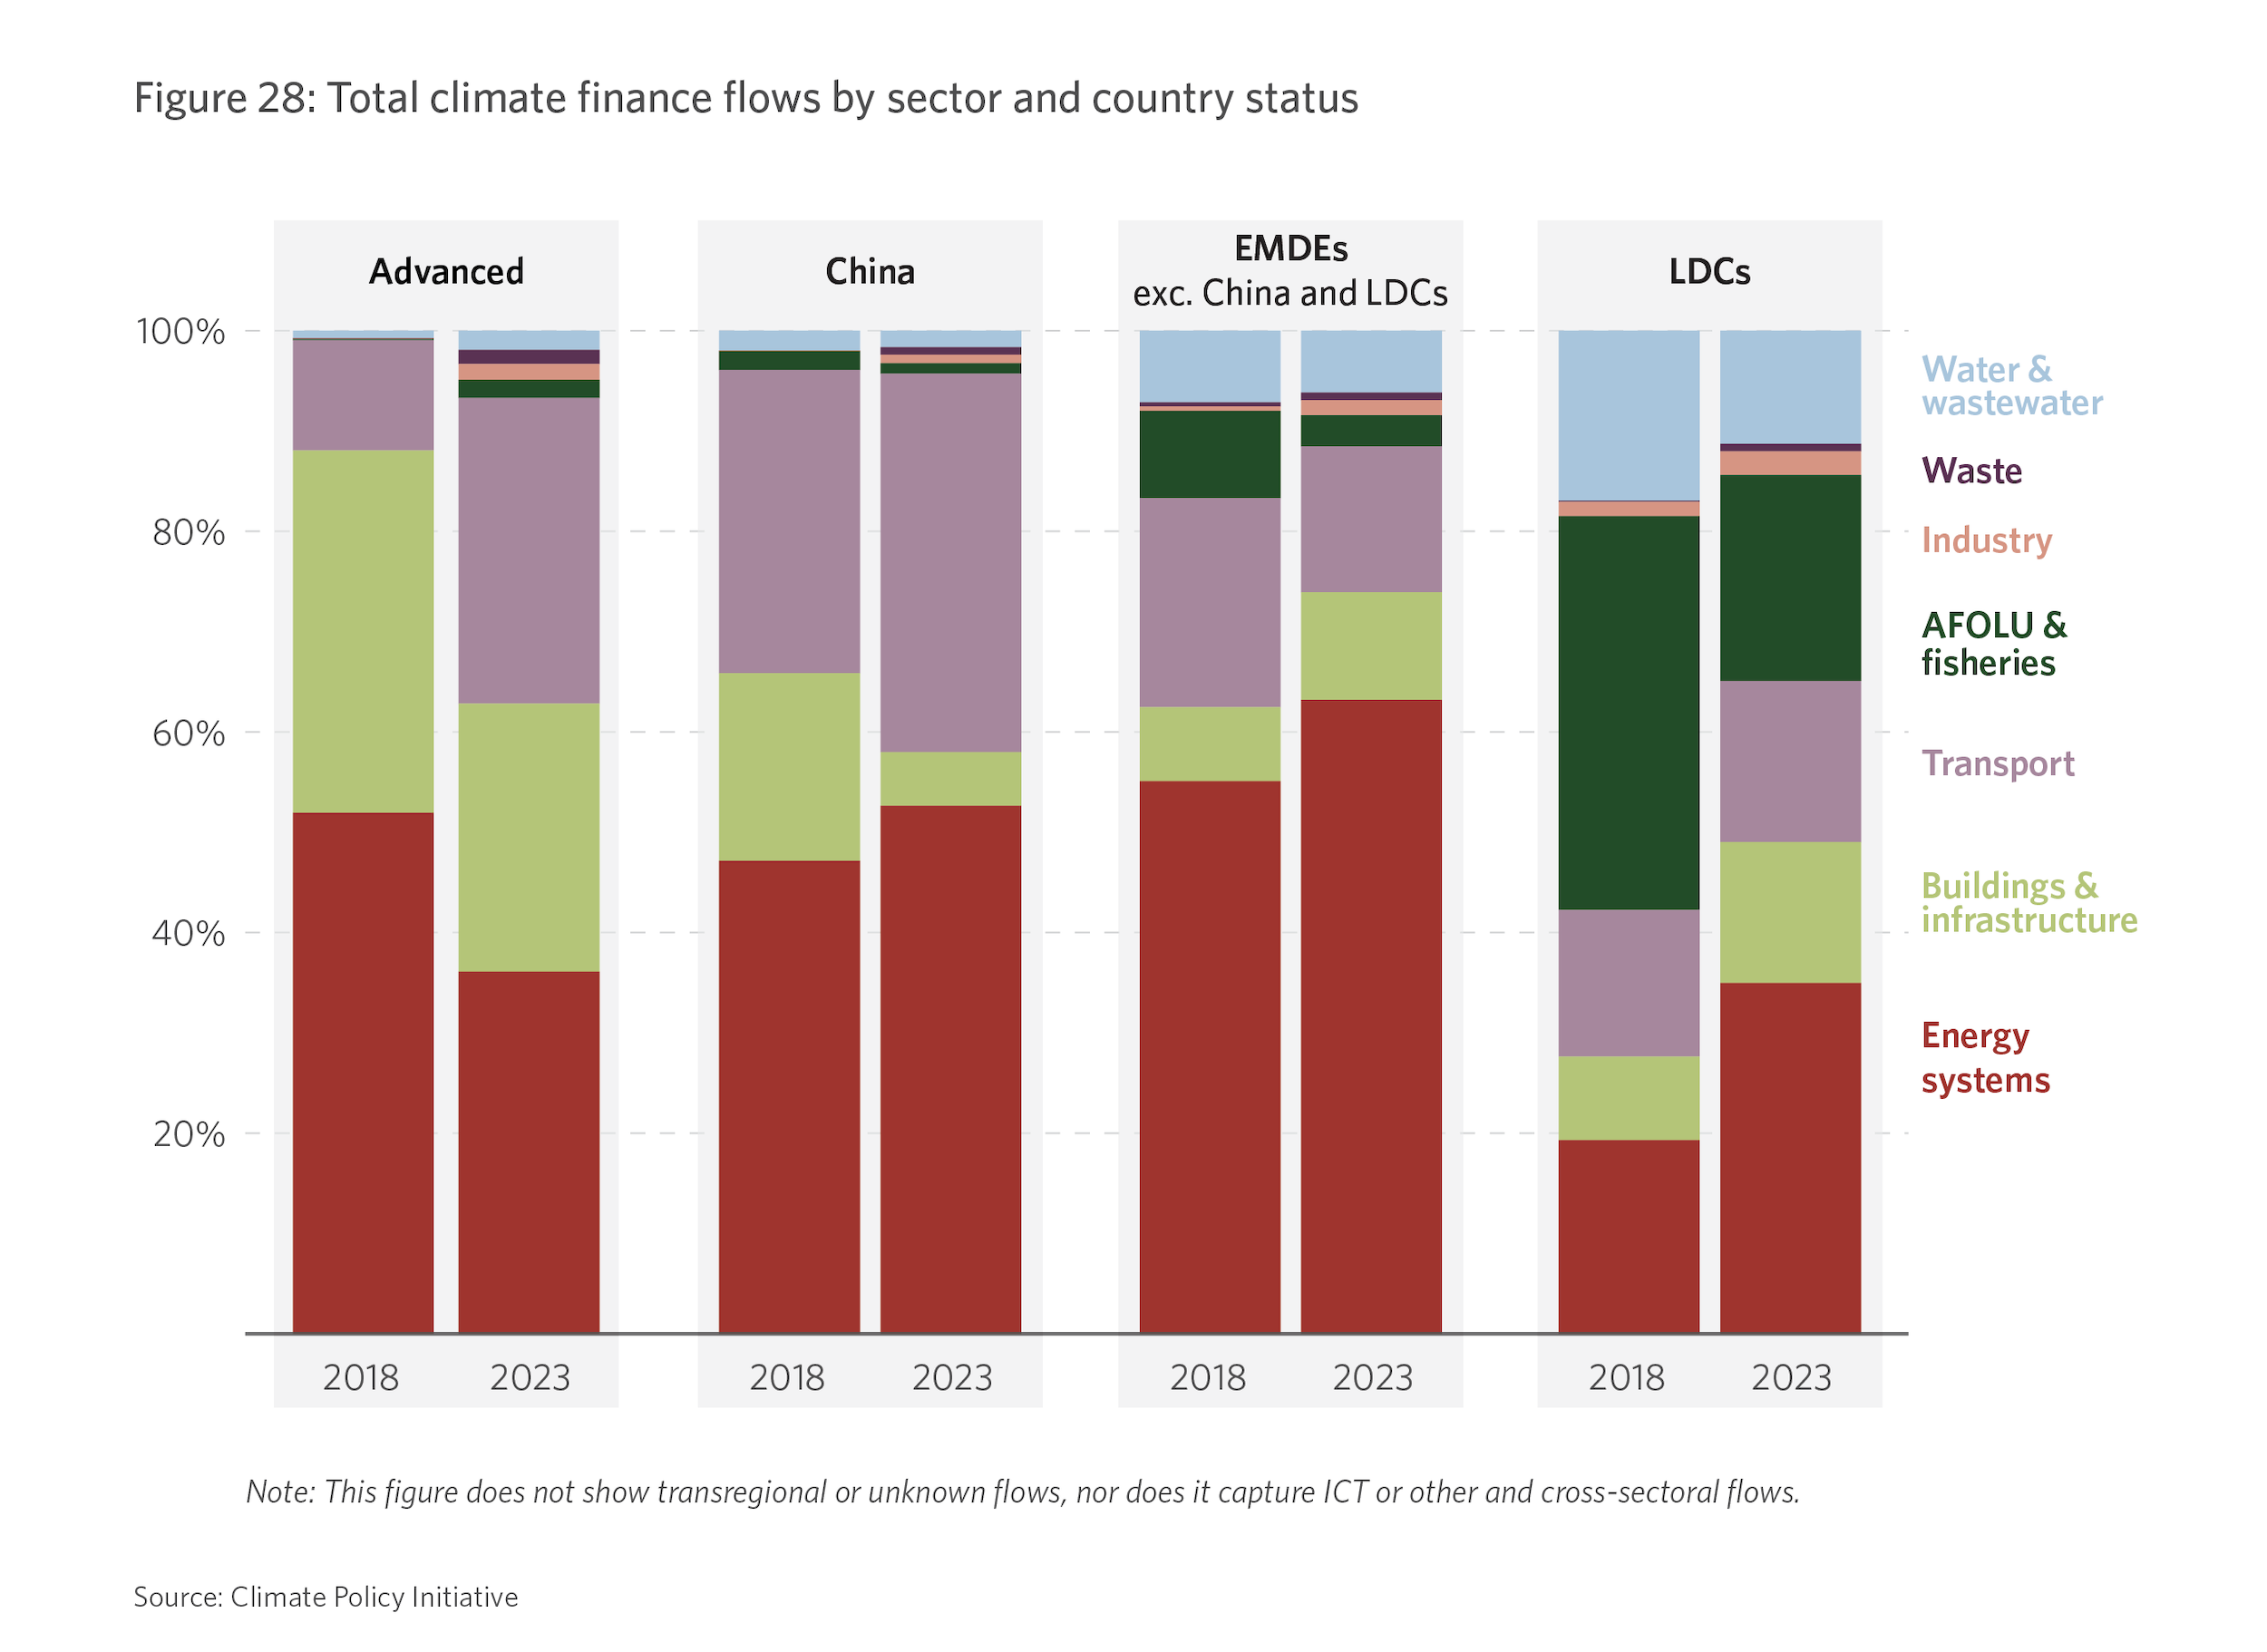 Figure 28: Total climate finance flows by sector and country status
Advanced
China
EMDEs
exc. China and LDCs
LDCs
100%
80%
60%
40%
20%
Water &
wastewater
Waste
Industry
AFOLU &
fisheries
Transport
Buildings &
infrastructure
Energy
systems
2018
2023
2018
2023
2018
2023
2018
2023
Note: This figure does not show transregional or unknown flows, nor does it capture ICT or other and cross-sectoral flows.
Source: Climate Policy Initiative